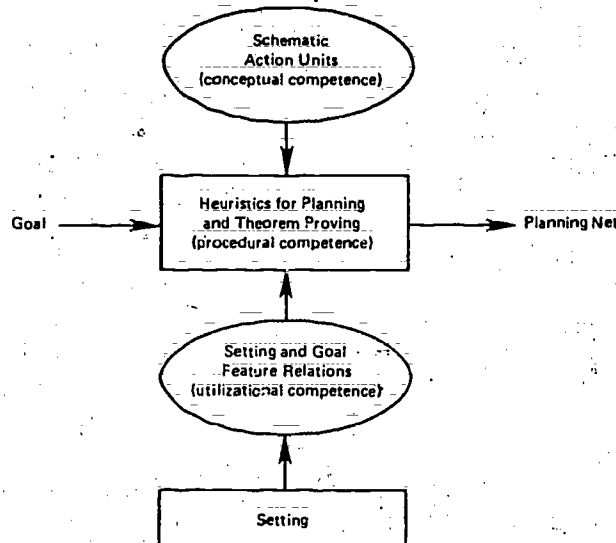 Schematic
Action Units
(conceptual competence)
Goal
Heuristics for Planning
and Theorem Proving
(procedural competence)
Planning Net
Setting and Goal
Feature Relations
(utilizational competence)
Setting